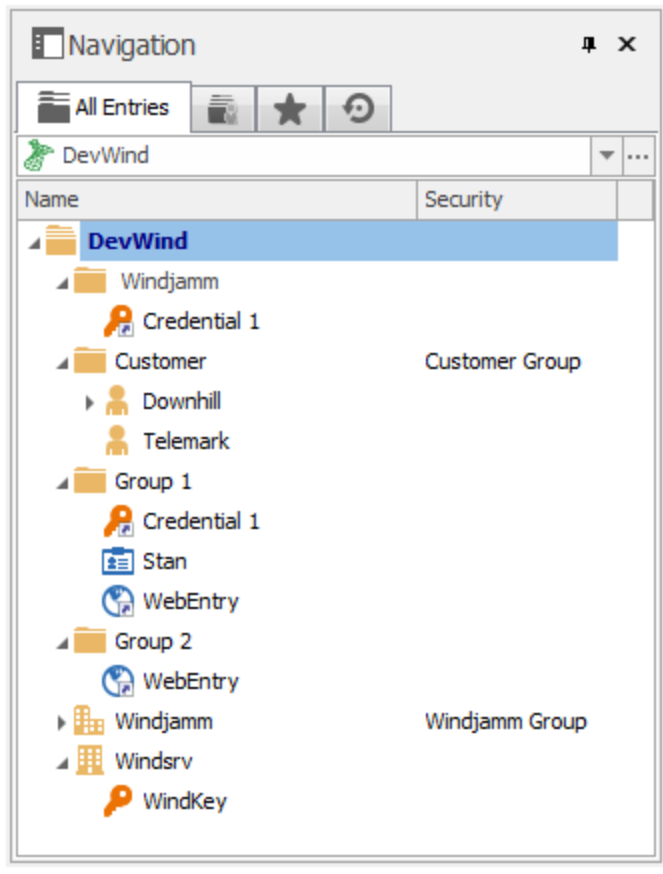 Navigation
All Entries
DevWind
Name Security
DevWind
Windjamm
Credential 1
Customer Customer Group
Downhill
Telemark
Group 1
Credential 1
Stan
WebEntry
Group 2
WebEntry
Windjamm Windjamm Group
Windsrv
WindKey